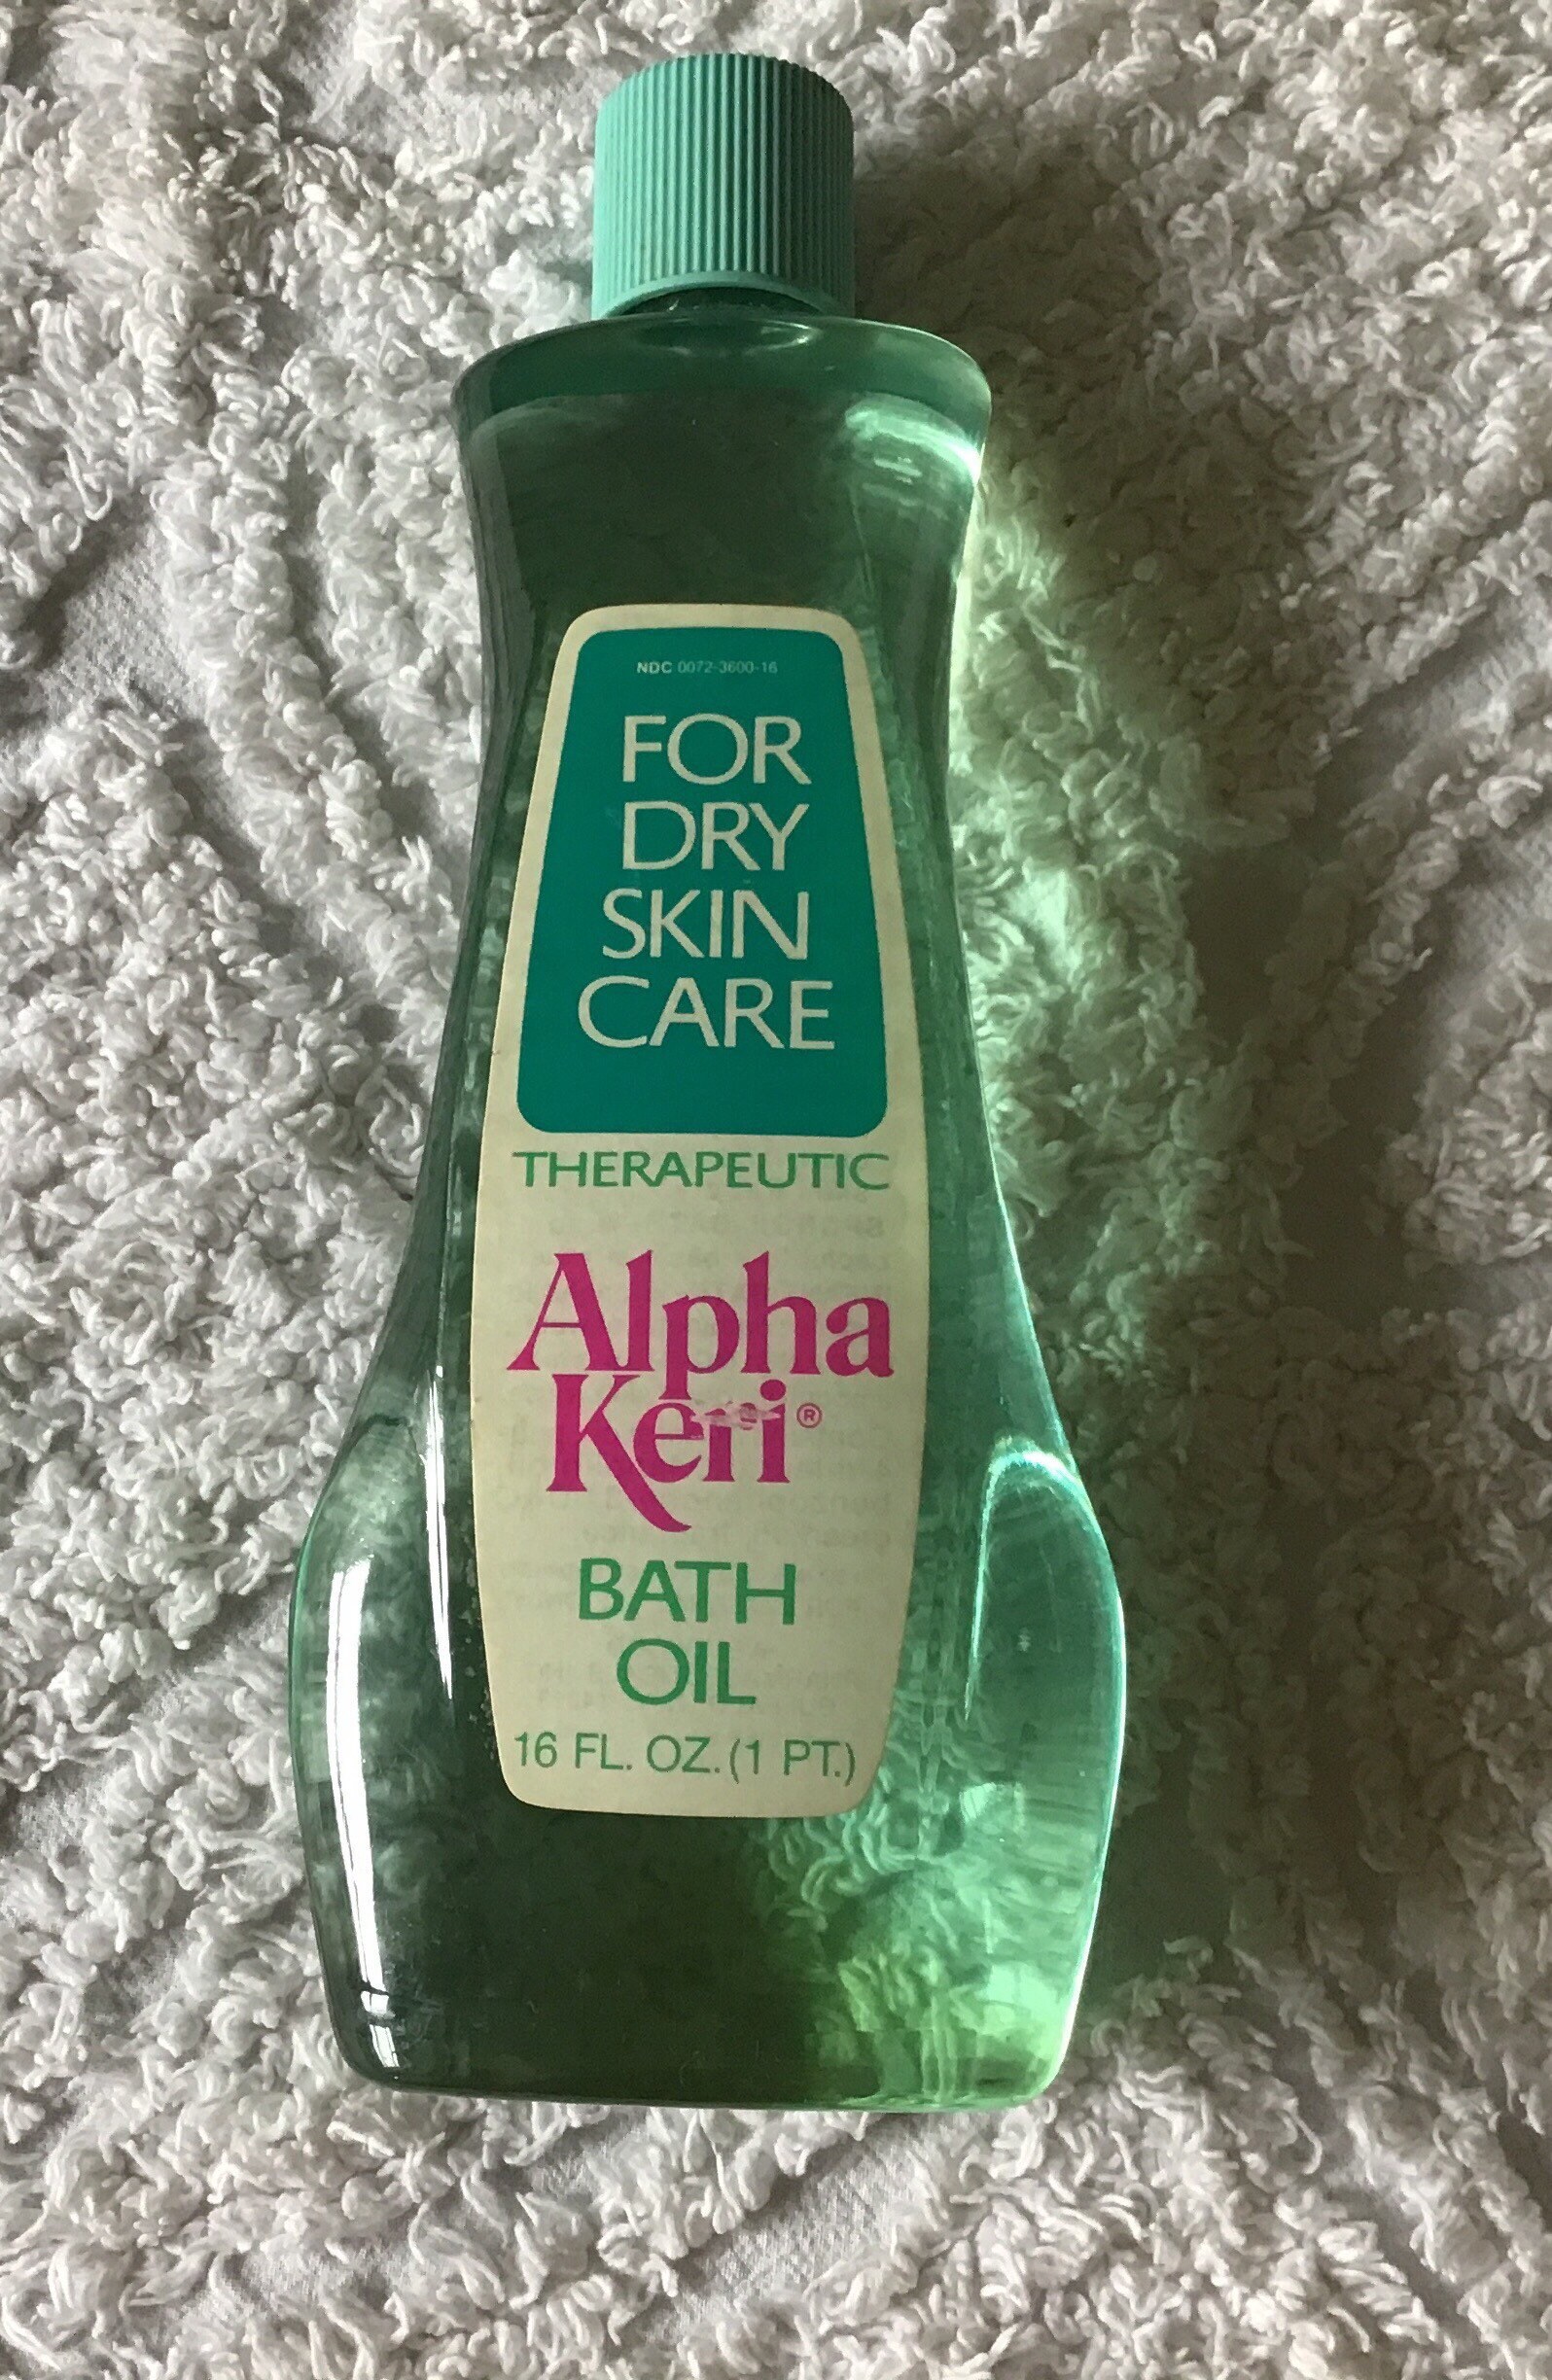 NDC 0072-3600-16
FOR
DRY
SKIN
CARE
THERAPEUTIC
Alpha
Keri®
BATH
OIL
16 FL. OZ. (1 PT.)